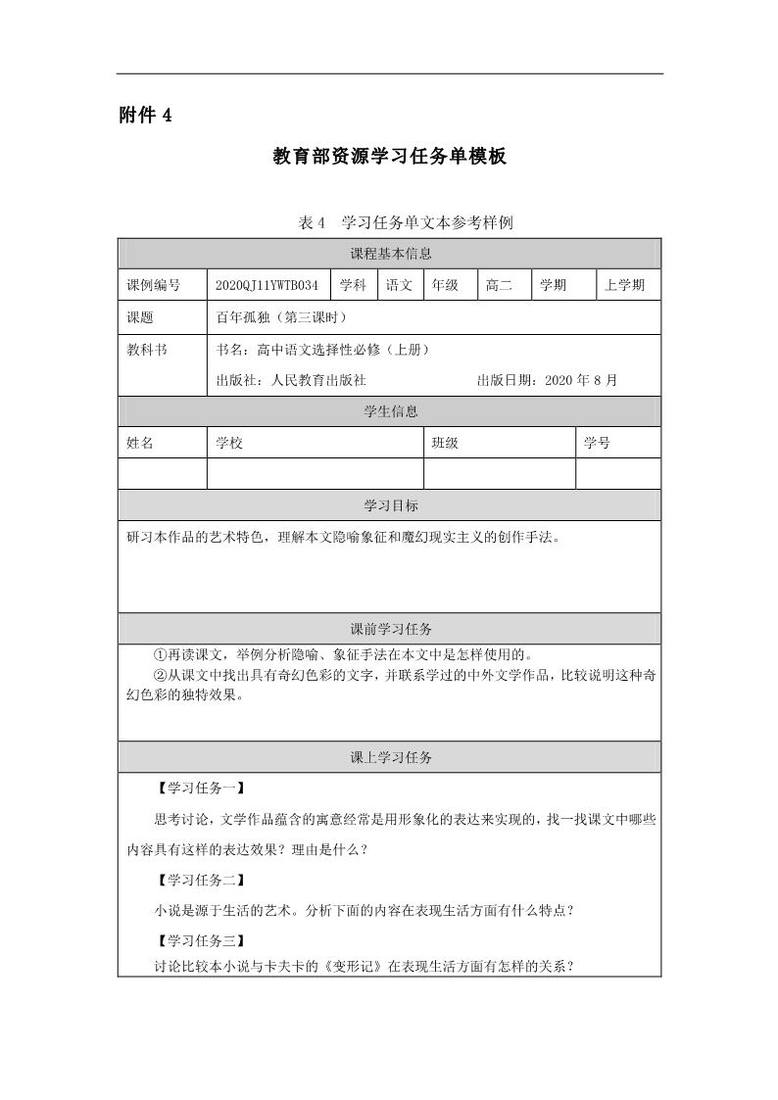 附件 4
教育部资源学习任务单模板
表 4 学习任务单文本参考样例
课程基本信息
课例编号 2020QJ11YWTB034 学科 语文 年级 高二 学期 上学期
课题 百年孤独（第三课时）
教科书 书名：高中语文选择性必修（上册）
出版社：人民教育出版社 出版日期：2020 年 8 月
学生信息
姓名 学校 班级 学号
学习目标
研习本作品的艺术特色，理解本文隐喻象征和魔幻现实主义的创作手法。
课前学习任务
①再读课文，举例分析隐喻、象征手法在本文中是怎样使用的。
②从课文中找出具有奇幻色彩的文字，并联系学过的中外文学作品，比较说明这种奇
幻色彩的独特效果。
课上学习任务
【学习任务一】
思考讨论，文学作品蕴含的寓意经常是用形象化的表达来实现的，找一找课文中哪些
内容具有这样的表达效果？理由是什么？
【学习任务二】
小说是源于生活的艺术。分析下面的内容在表现生活方面有什么特点？
【学习任务三】
讨论比较本小说与卡夫卡的《变形记》在表现生活方面有怎样的关系？